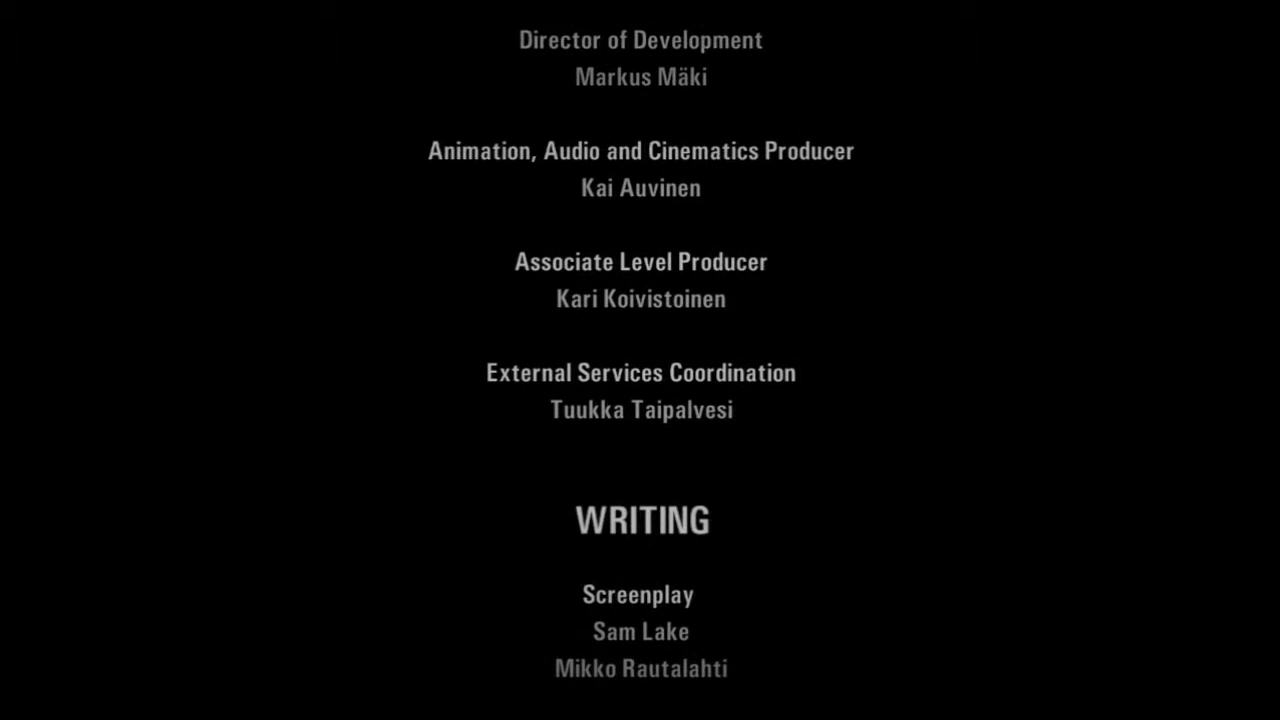 Director of Development
Markus Mäki
Animation, Audio and Cinematics Producer
Kai Auvinen
Associate Level Producer
Kari Koivistoinen
External Services Coordination
Tuukka Taipalvesi
WRITING
Screenplay
Sam Lake
Mikko Rautalahti